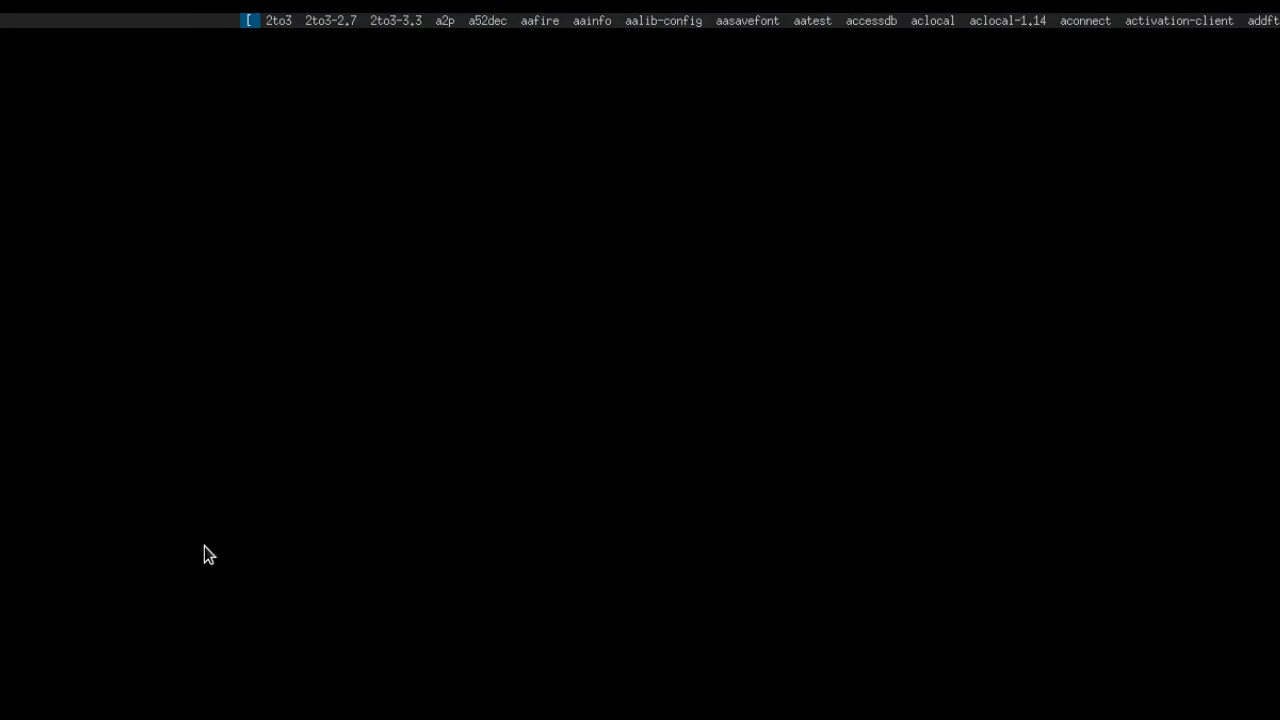 [ 2to3 2to3-2.7 2to3-3.3 a2p a52dec aafire aainfo aalib-config aasavefont aatest accessdb aclocal aclocal-1.14 aconnect activation-client addft